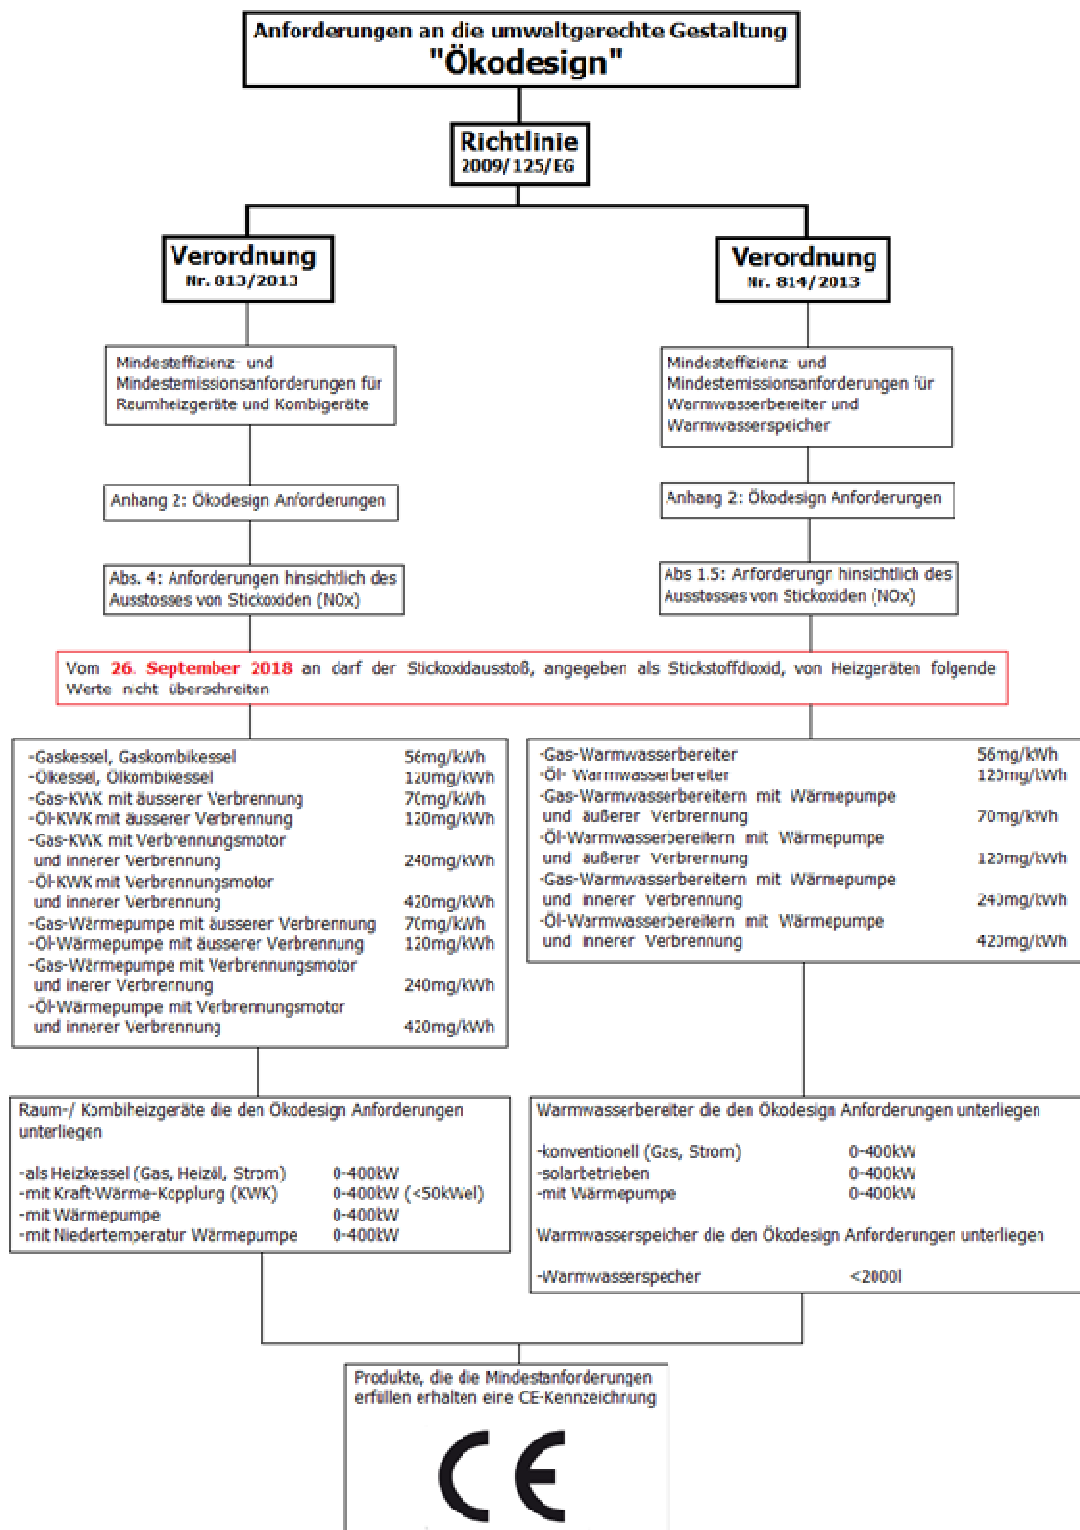 Anforderungen an die umweltgerechte Gestaltung
"Ökodesign"
Richtlinie
2009/125/EG
Verordnung
Nr. 813/2013
Mindesteffizienz- und
Mindestemissionsanforderungen für
Raumheizgeräte und Kombigeräte
Anhang 2: Ökodesign Anforderungen
Abs. 4: Anforderungen hinsichtlich des
Ausstosses von Stickoxiden (NOx)
Verordnung
Nr. 814/2013
Mindesteffizienz und
Mindestemissionsanforderungen für
Warmwasserbereiter und
Warmwasserspeicher
Anhang 2: Ökodesign Anforderungen
Abs 1.5: Anforderungn hinsichtlich des
Ausstosses von Stickoxiden (NOx)
Vom 26. September 2018 an darf der Stickoxidausstoß, angegeben als Stickstoffdioxid, von Heizgeräten folgende
Werte nicht überschreiten
-Gaskessel, Gaskombikessel 56mg/kWh
-Ölkessel, Ölkombikessel 120mg/kWh
-Gas-KWK mit äusserer Verbrennung 70mg/kWh
-Öl-KWK mit äusserer Verbrennung 120mg/kWh
-Gas-KWK mit Verbrennungsmotor
und innerer Verbrennung 240mg/kWh
-Öl-KWK mit Verbrennungsmotor
und innerer Verbrennung 420mg/kWh
-Gas-Wärmepumpe mit äusserer Verbrennung 70mg/kWh
-Öl-Wärmepumpe mit äusserer Verbrennung 120mg/kWh
-Gas-Wärmepumpe mit Verbrennungsmotor
und inerer Verbrennung 240mg/kWh
-Öl-Wärmepumpe mit Verbrennungsmotor
und innerer Verbrennung 420mg/kWh
-Gas-Warmwasserbereiter 56mg/kWh
-Öl- Warmwasserbereiter 120mg/kWh
-Gas-Warmwasserbereitern mit Wärmepumpe
und äußerer Verbrennung 70mg/kWh
-Öl-Warmwasserbereitern mit Wärmepumpe
und äußerer Verbrennung 120mg/kWh
-Gas-Warmwasserbereitern mit Wärmepumpe
und innerer Verbrennung 240mg/kWh
-Öl-Warmwasserbereitern mit Wärmepumpe
und innerer Verbrennung 420mg/kWh
Raum-/ Kombiheizgeräte die den Ökodesign Anforderungen
unterliegen
-als Heizkessel (Gas, Heizöl, Strom) 0-400kW
-mit Kraft-Wärme-Kopplung (KWK) 0-400kW (<50kWel)
-mit Wärmepumpe 0-400kW
-mit Niedertemperatur Wärmepumpe 0-400kW
Warmwasserbereiter die den Ökodesign Anforderungen unterliegen
-konventionell (Gas, Strom) 0-400kW
-solarbetrieben 0-400kW
-mit Wärmepumpe 0-400kW
Warmwasserspeicher die den Ökodesign Anforderungen unterliegen
-Warmwasserspecher <2000l
Produkte, die die Mindestanforderungen
erfüllen erhalten eine CE-Kennzeichnung
CE